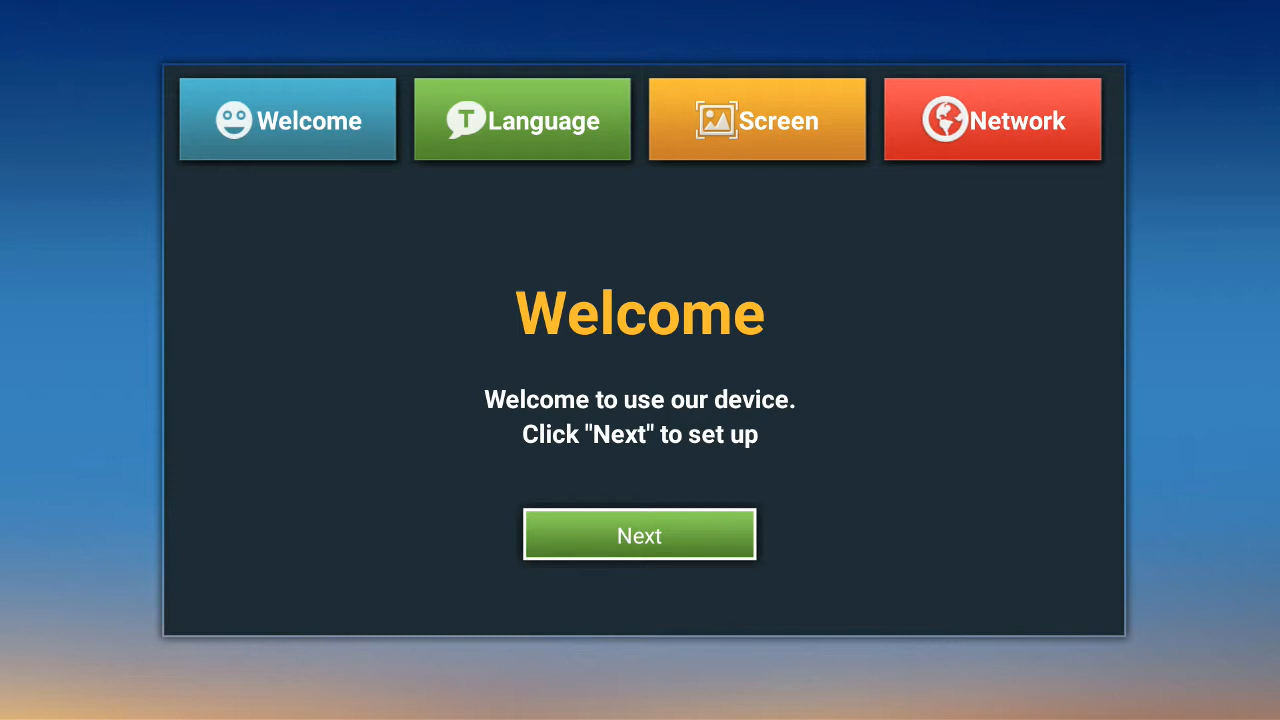 Welcome
Language
Screen
Network
Welcome
Welcome to use our device.
Click "Next" to set up
Next